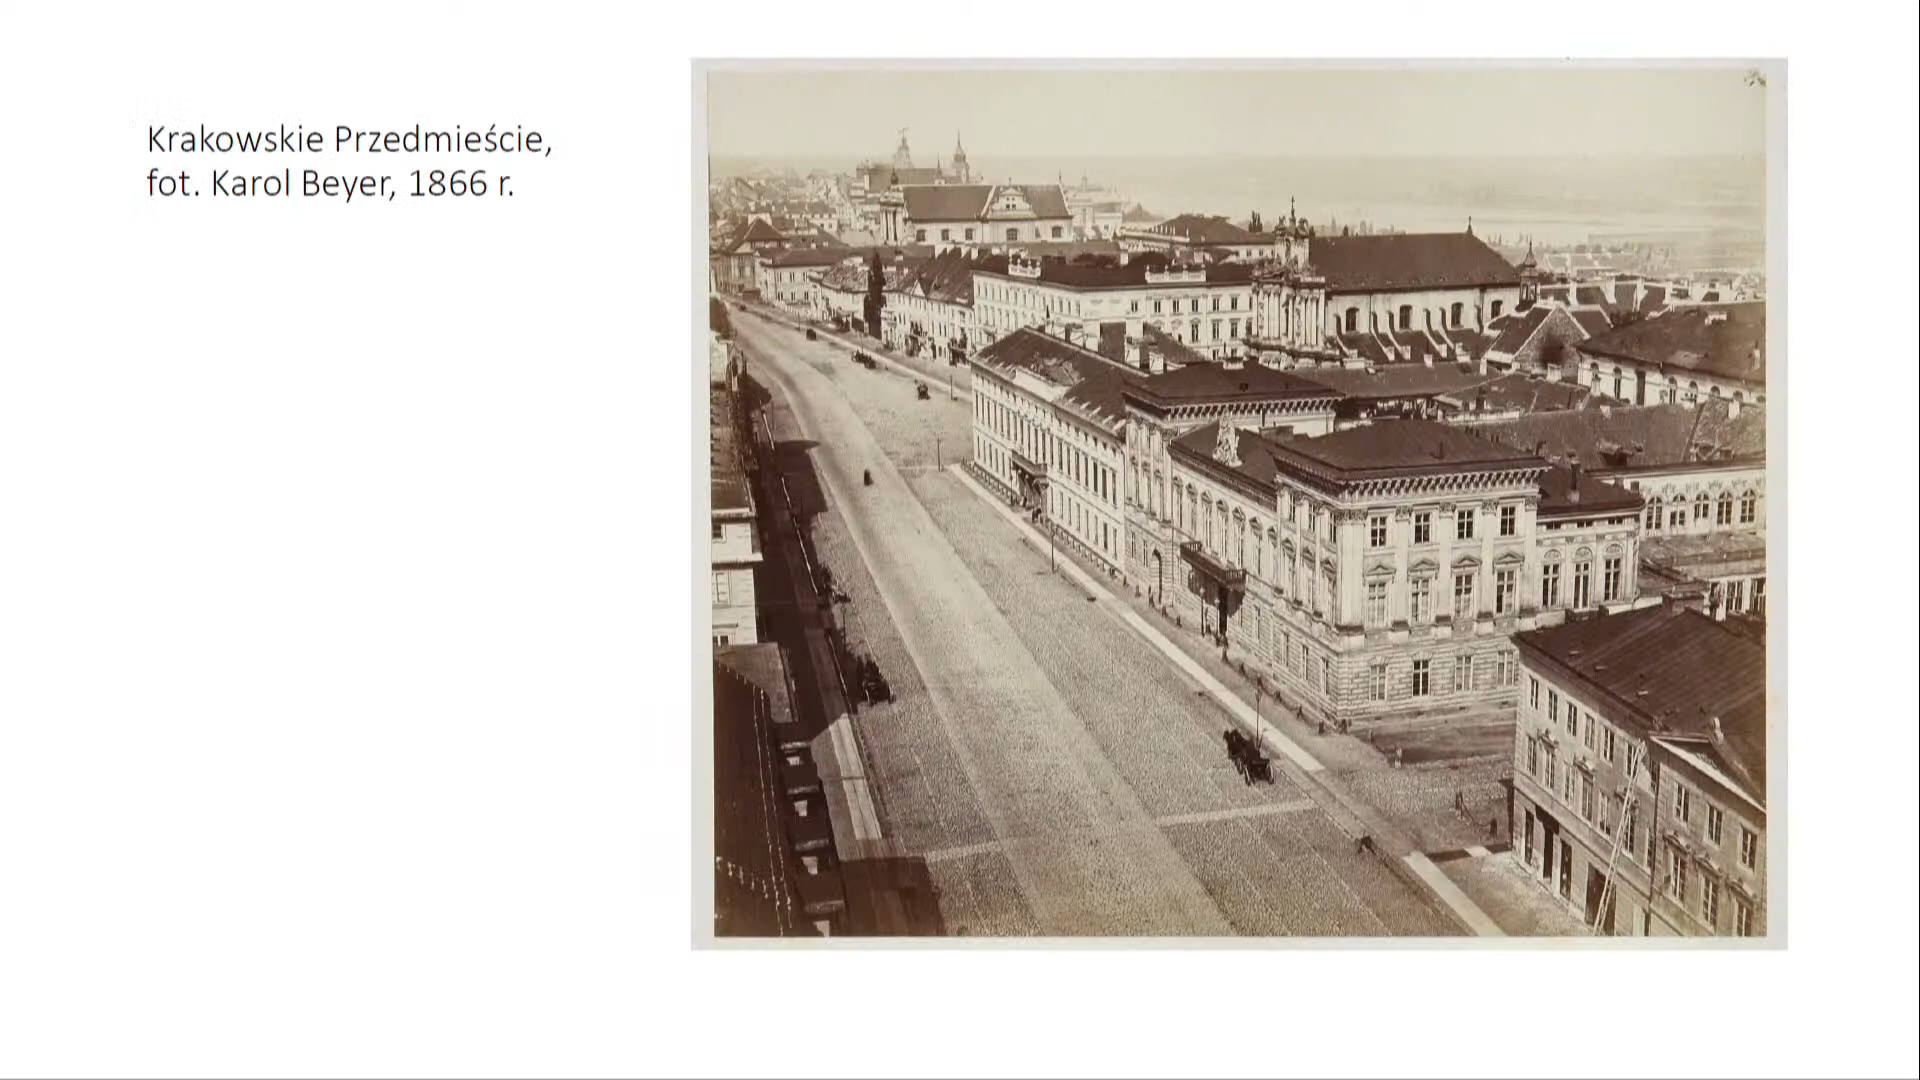 Krakowskie Przedmieście,
fot. Karol Beyer, 1866 r.